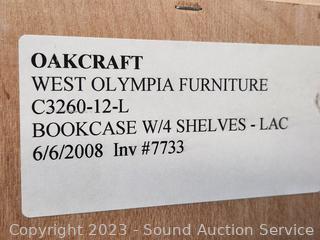 OAKCRAFT
WEST OLYMPIA FURNITURE
C3260-12-L
BOOKCASE W/4 SHELVES - LAC
6/6/2008 Inv #7733
Copyright 2023 - Sound Auction Service